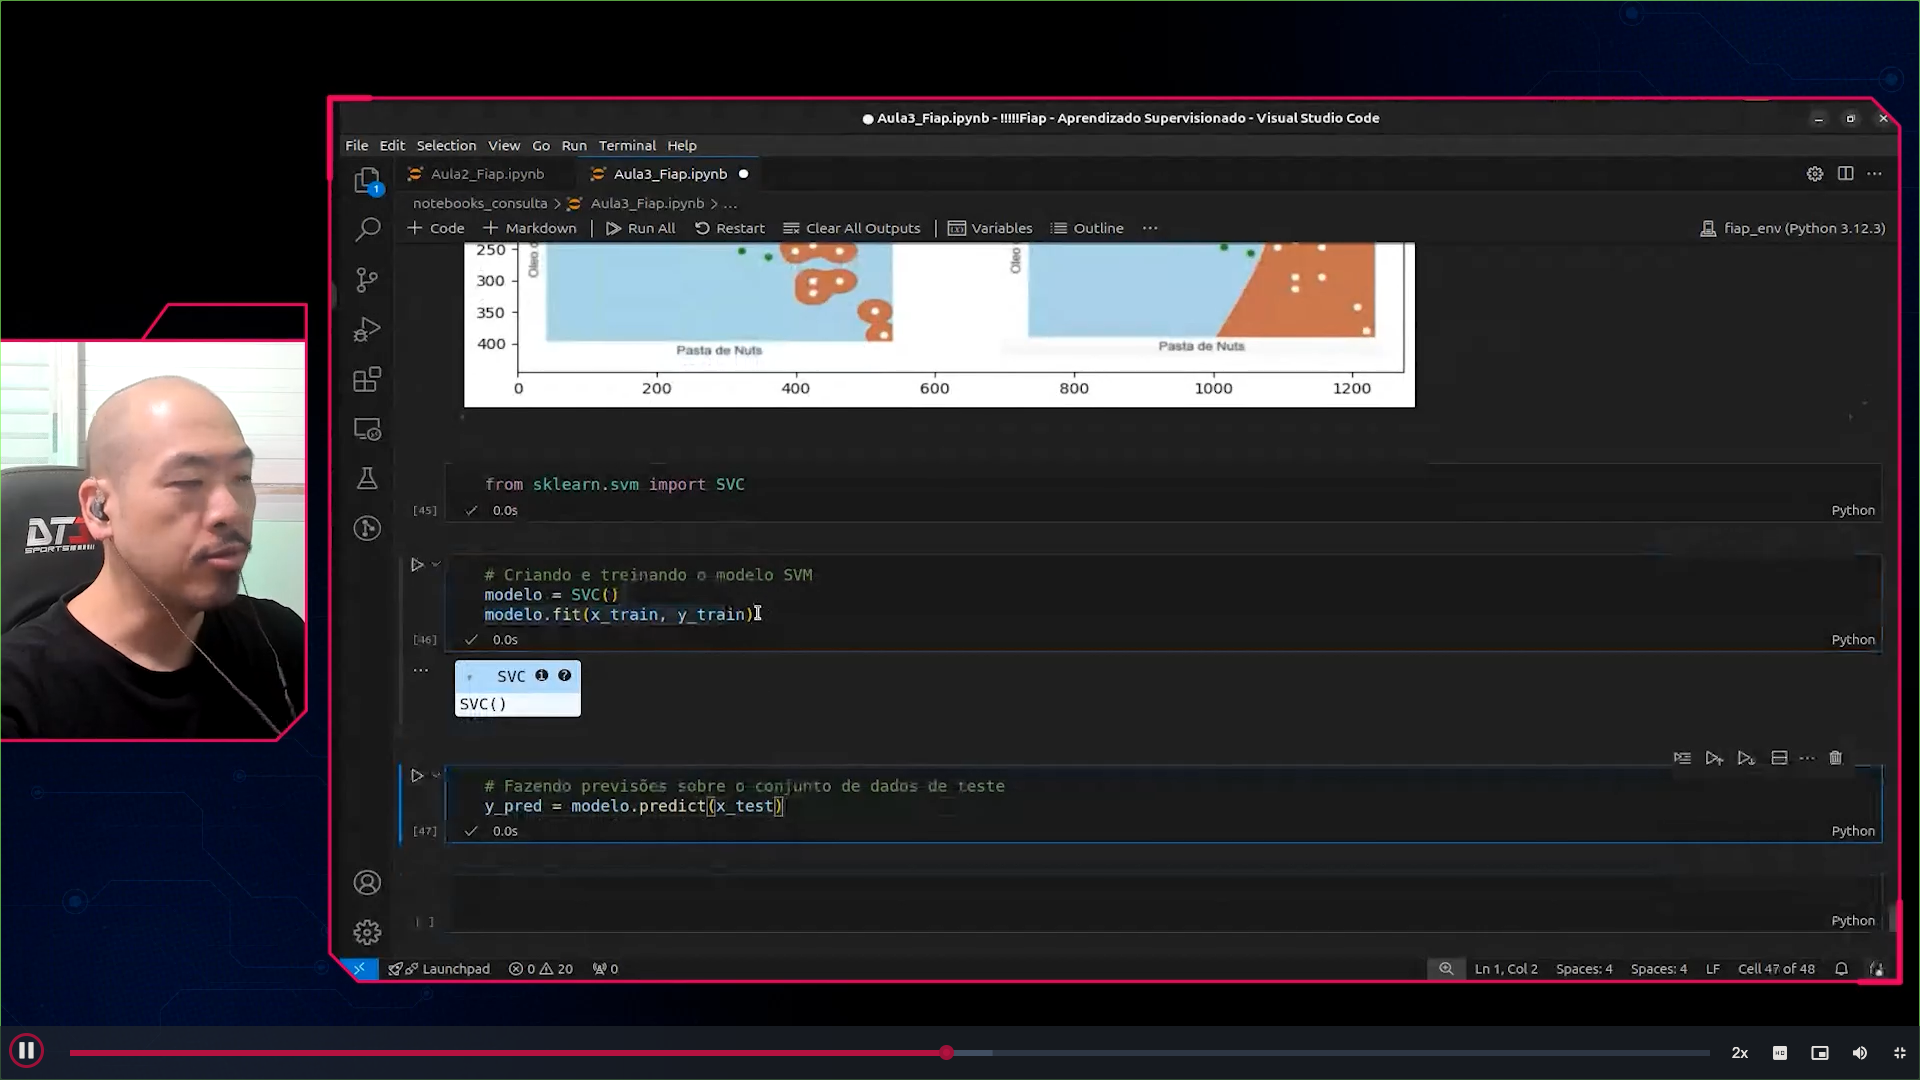 Aula3_Fiap.ipynb - !!!!!Fiap - Aprendizado Supervisionado - Visual Studio Code
File Edit Selection View Go Run Terminal Help
Aula2_Fiap.ipynb
Aula3_Fiap.ipynb
notebooks_consulta > Aula3_Fiap.ipynb > ...
Code Markdown Run All Restart Clear All Outputs Variables Outline ... fiap_env (Python 3.12.3)
1
250
300
350
400
Pasta de Nuts
Pasta de Nuts
0 200 400 600 800 1000 1200
from sklearn.svm import SVC
[45] 0.0s Python
# Criando e treinando o modelo SVM
modelo = SVC()
modelo.fit(x_train, y_train)
[46] 0.0s Python
...
SVC i ?
SVC()
# Fazendo previsões sobre o conjunto de dados de teste
y_pred = modelo.predict(x_test)
[47] 0.0s Python
[ ] Python
Launchpad 0 20 0 Ln 1, Col 2 Spaces: 4 Spaces: 4 LF Cell 47 of 48
DT3
SPORTS
2x
HD